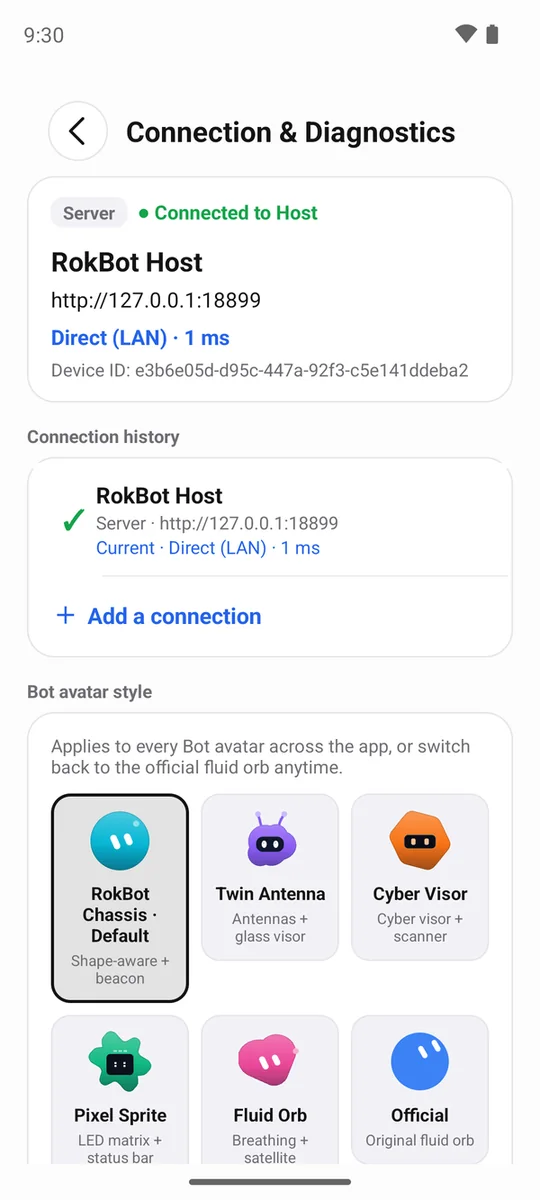 9:30
Connection & Diagnostics
Server
Connected to Host
RokBot Host
http://127.0.0.1:18899
Direct (LAN) · 1 ms
Device ID: e3b6e05d-d95c-447a-92f3-c5e141ddeba2
Connection history
✓
RokBot Host
Server · http://127.0.0.1:18899
Current · Direct (LAN) · 1 ms
+ Add a connection
Bot avatar style
Applies to every Bot avatar across the app, or switch
back to the official fluid orb anytime.
RokBot
Chassis ·
Default
Shape-aware +
beacon
Twin Antenna
Antennas +
glass visor
Cyber Visor
Cyber visor +
scanner
Pixel Sprite
LED matrix +
status bar
Fluid Orb
Breathing +
satellite
Official
Original fluid orb